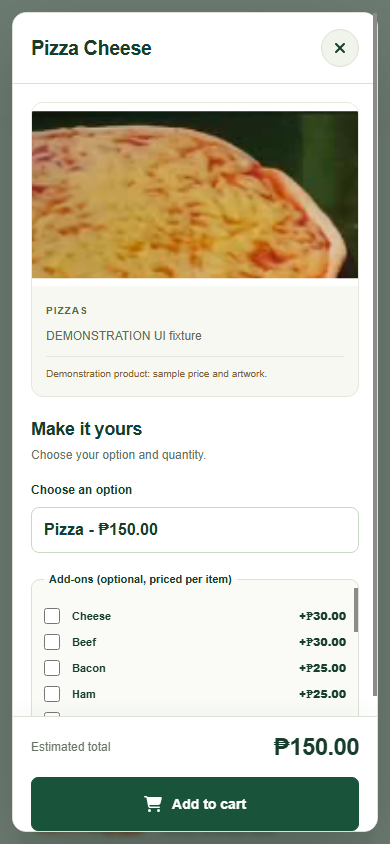 Pizza Cheese
PIZZAS
DEMONSTRATION UI fixture
Demonstration product: sample price and artwork.
Make it yours
Choose your option and quantity.
Choose an option
Pizza - ₱150.00
Add-ons (optional, priced per item)
Cheese +₱30.00
Beef +₱30.00
Bacon +₱25.00
Ham +₱25.00
Estimated total ₱150.00
Add to cart